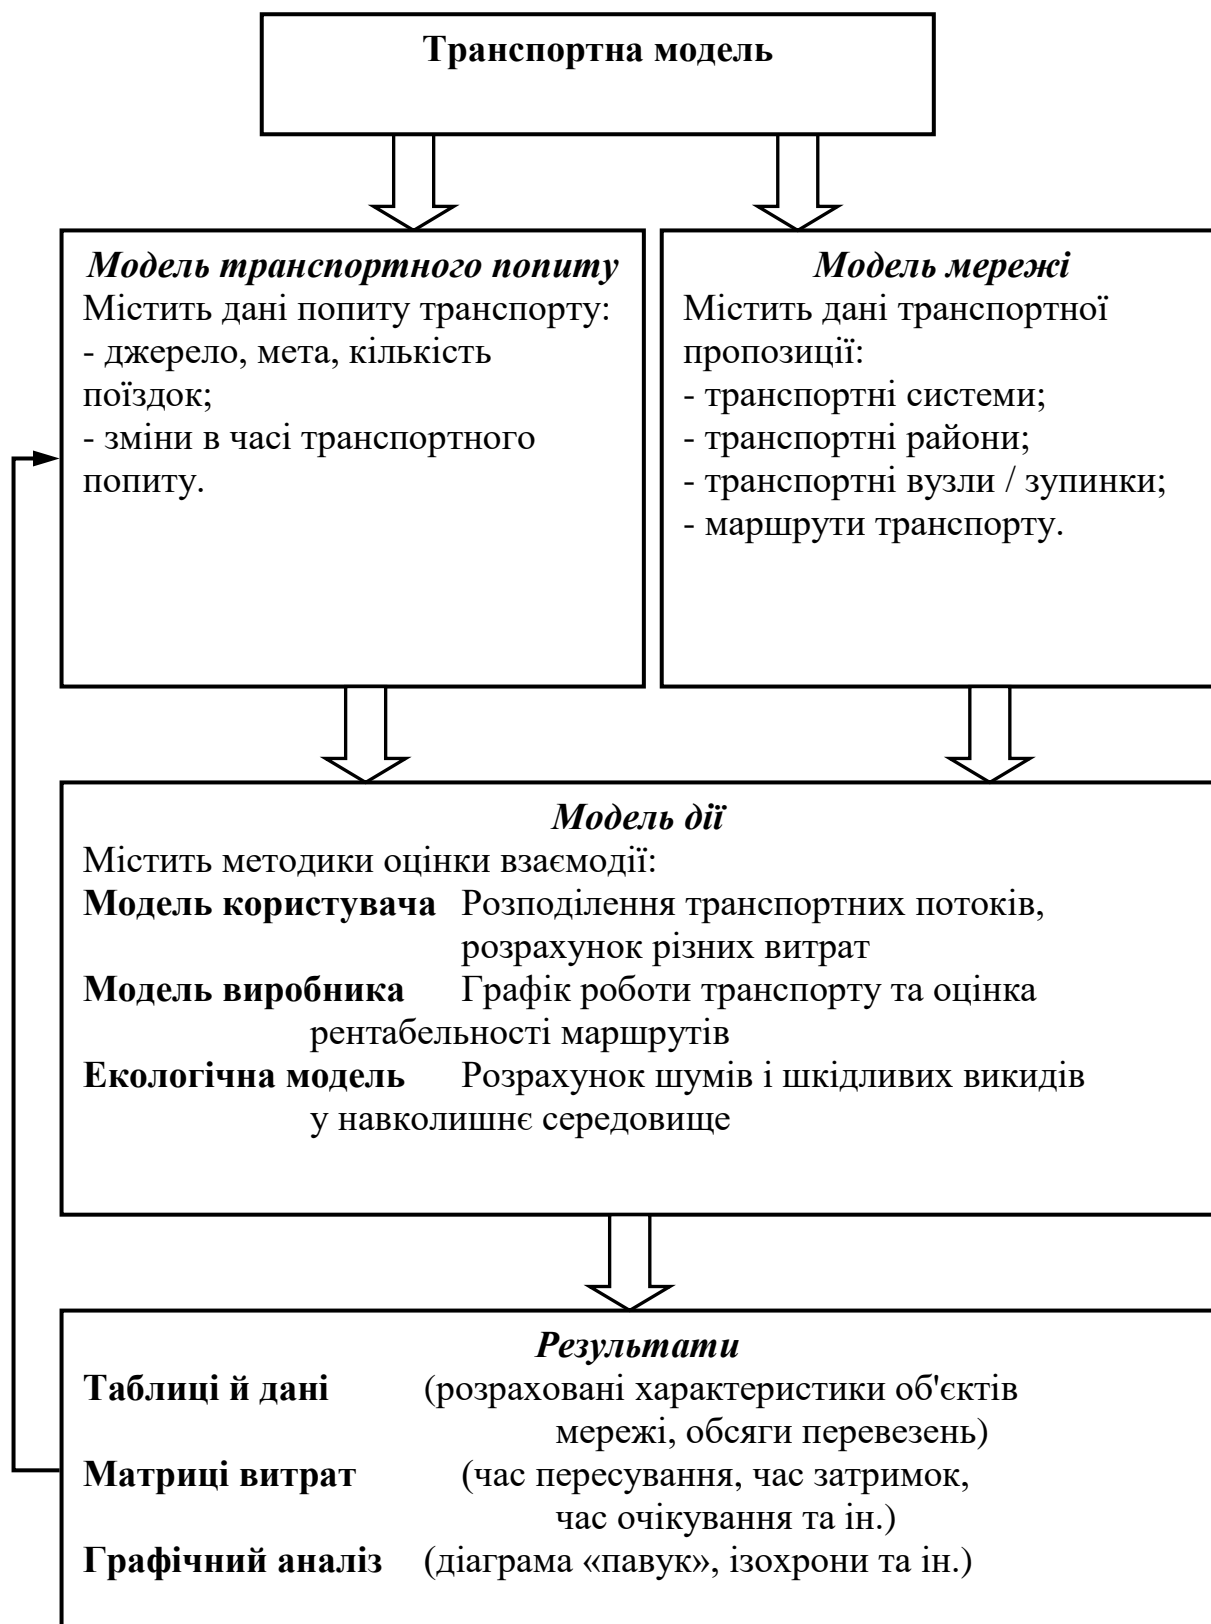 Транспортна модель
Модель транспортного попиту
Містить дані попиту транспорту:
- джерело, мета, кількість
поїздок;
- зміни в часі транспортного
попиту.
Модель мережі
Містить дані транспортної
пропозиції:
- транспортні системи;
- транспортні райони;
- транспортні вузли / зупинки;
- маршрути транспорту.
Модель дії
Містить методики оцінки взаємодії:
Модель користувача Розподілення транспортних потоків,
розрахунок різних витрат
Модель виробника Графік роботи транспорту та оцінка
рентабельності маршрутів
Екологічна модель Розрахунок шумів і шкідливих викидів
у навколишнє середовище
Результати
Таблиці й дані (розраховані характеристики об'єктів
мережі, обсяги перевезень)
Матриці витрат (час пересування, час затримок,
час очікування та ін.)
Графічний аналіз (діаграма «павук», ізохрони та ін.)